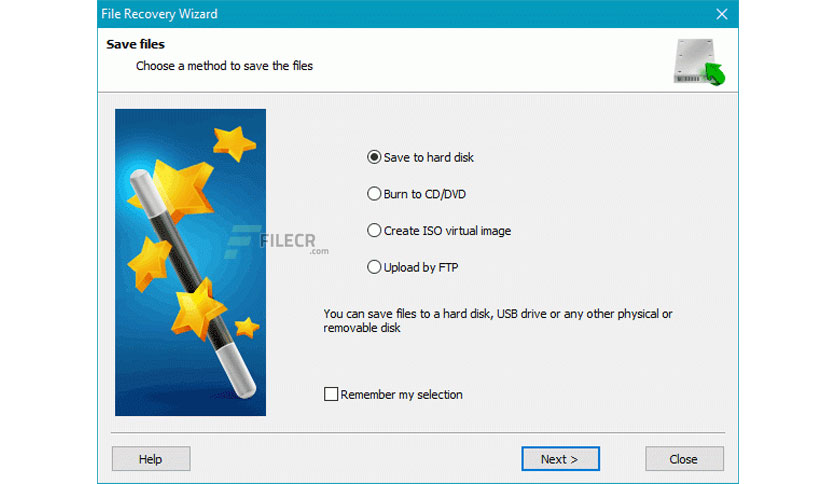 File Recovery Wizard
Save files
Choose a method to save the files
Save to hard disk
Burn to CD/DVD
Create ISO virtual image
FILECR
.com
Upload by FTP
You can save files to a hard disk, USB drive or any other physical or
removable disk
Remember my selection
Help
Next >
Close